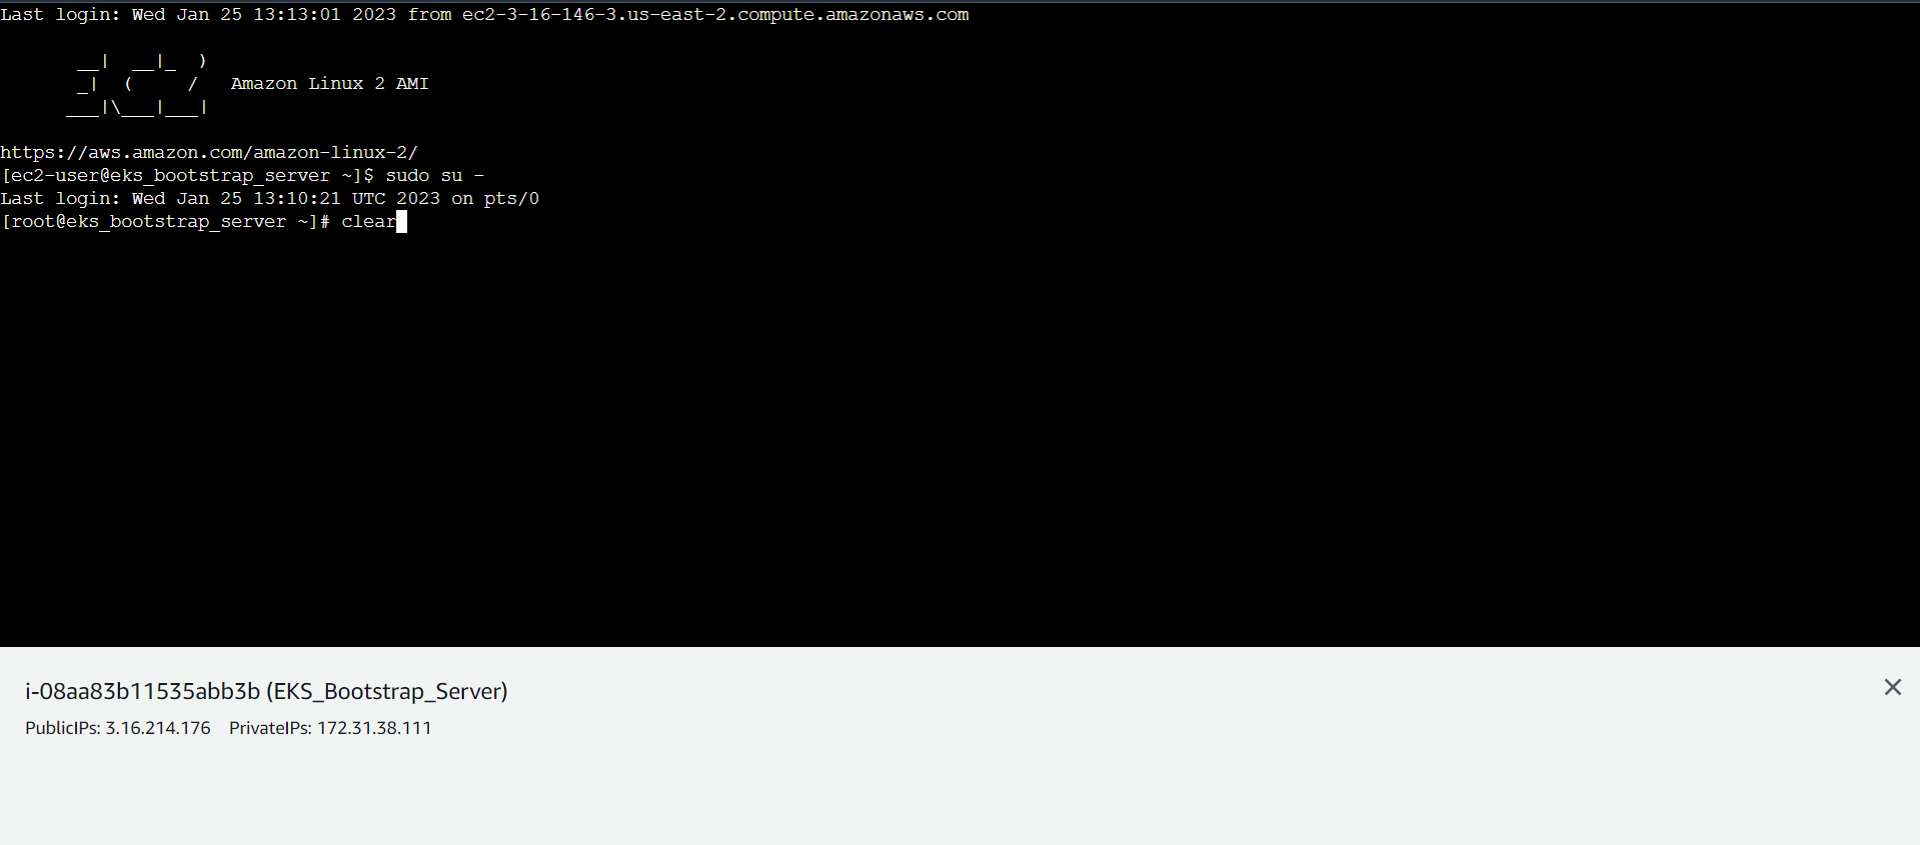 Last login: Wed Jan 25 13:13:01 2023 from ec2-3-16-146-3.us-east-2.compute.amazonaws.com
       __|  __|_  )
       _|  (     /   Amazon Linux 2 AMI
      ___|\___|___|
https://aws.amazon.com/amazon-linux-2/
[ec2-user@eks_bootstrap_server ~]$ sudo su -
Last login: Wed Jan 25 13:10:21 UTC 2023 on pts/0
[root@eks_bootstrap_server ~]# clear
i-08aa83b11535abb3b (EKS_Bootstrap_Server)
PublicIPs: 3.16.214.176 PrivateIPs: 172.31.38.111